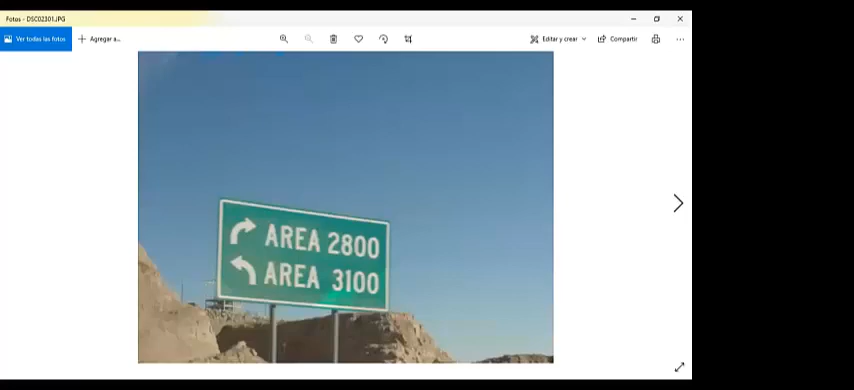 Fotos - DSC02301.JPG
Ver todas las fotos
Agregar a...
Editar y crear
Compartir
AREA 2800
AREA 3100